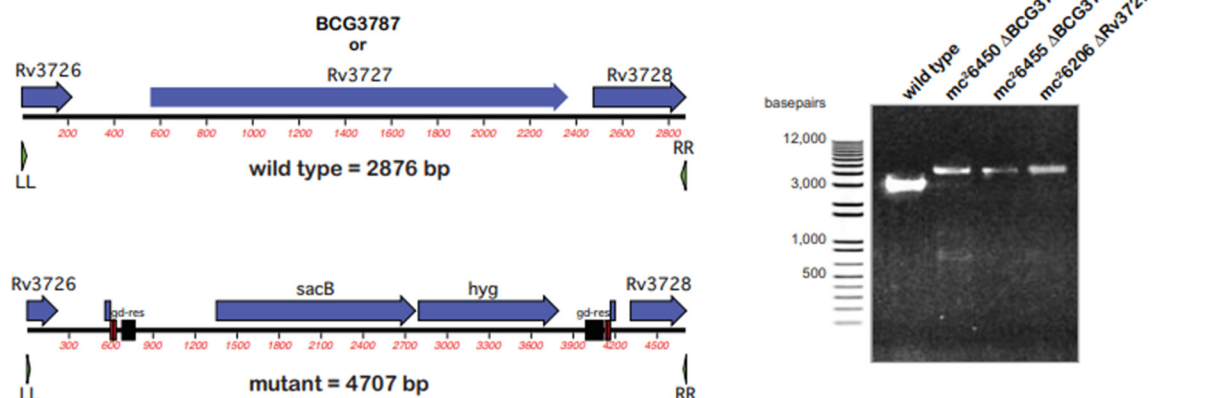 BCG3787
or
Rv3726 Rv3727 Rv3728
200 400 600 800 1000 1200 1400 1600 1800 2000 2200 2400 2600 2800
LL wild type = 2876 bp RR
Rv3726 sacB hyg Rv3728
gd-res gd-res
300 600 900 1200 1500 1800 2100 2400 2700 3000 3300 3600 3900 4200 4500
LL mutant = 4707 bp RR
wild type
mc²6450 ΔBCG37
mc²6455 ΔBCG37
mc²6206 ΔRv372
basepairs
12,000
3,000
1,000
500